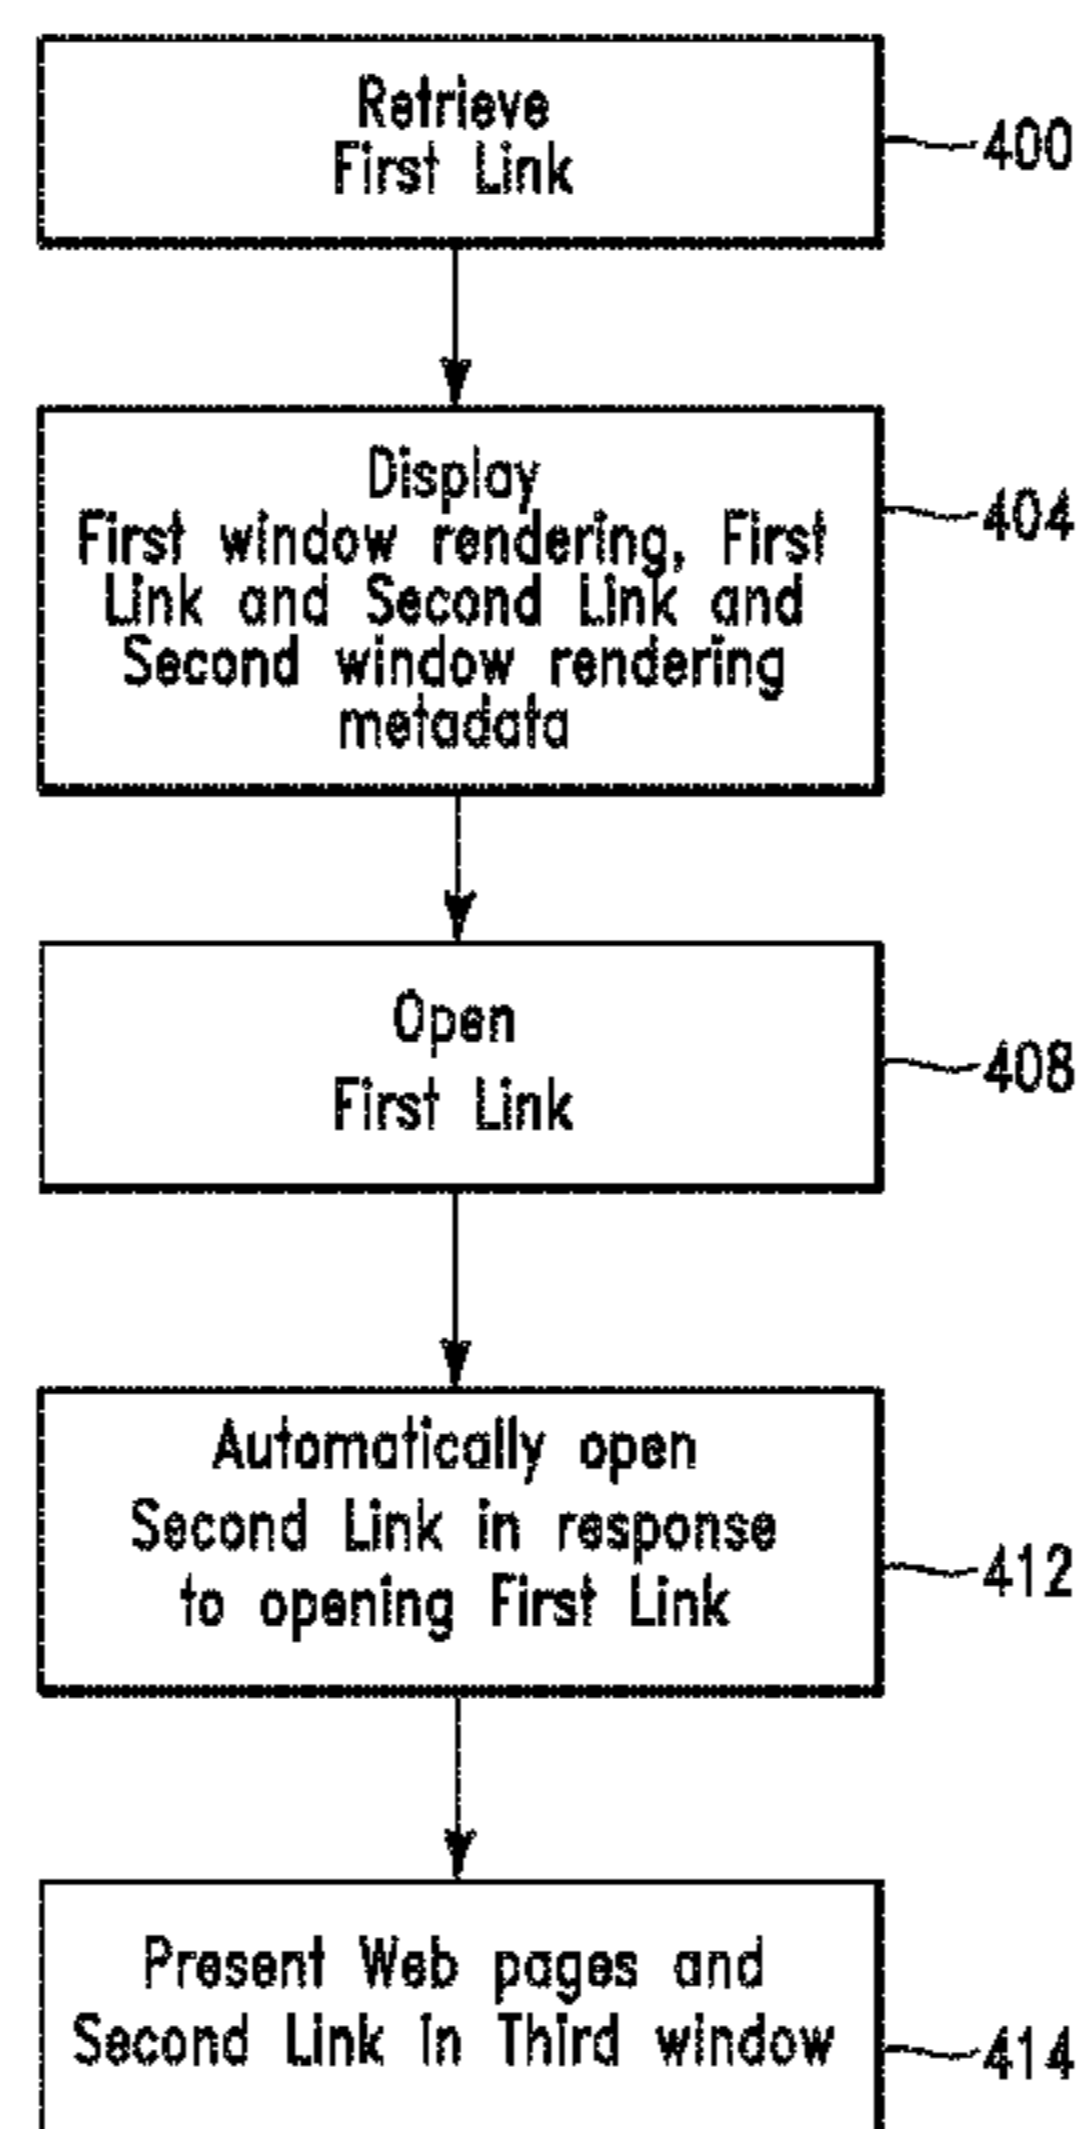 Retrieve
First Link
400
Display
First window rendering, First
Link and Second Link and
Second window rendering
metadata
404
Open
First Link
408
Automatically open
Second Link in response
to opening First Link
412
Present Web pages and
Second Link in Third window
414